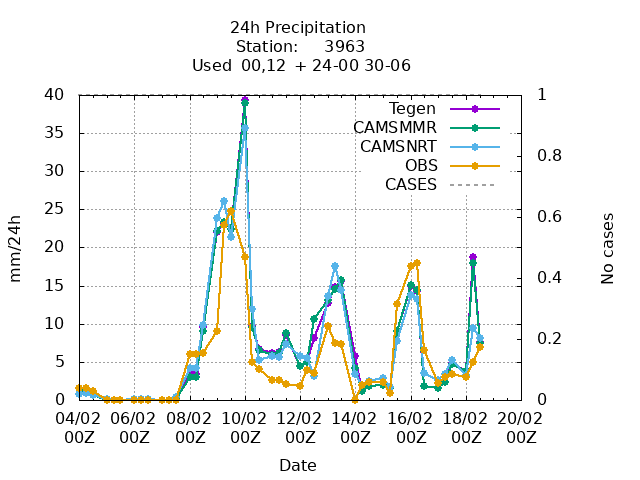 24h Precipitation
Station: 3963
Used 00,12 + 24-00 30-06
40 1
Tegen
35 CAMSMMR
CAMSNRT
0.8
OBS
30
CASES
25
0.6
20
15 0.4
10
0.2
5
0 0
04/02 06/02 08/02 10/02 12/02 14/02 16/02 18/02 20/02
00Z 00Z 00Z 00Z 00Z 00Z 00Z 00Z 00Z
Date
mm/24h
No cases